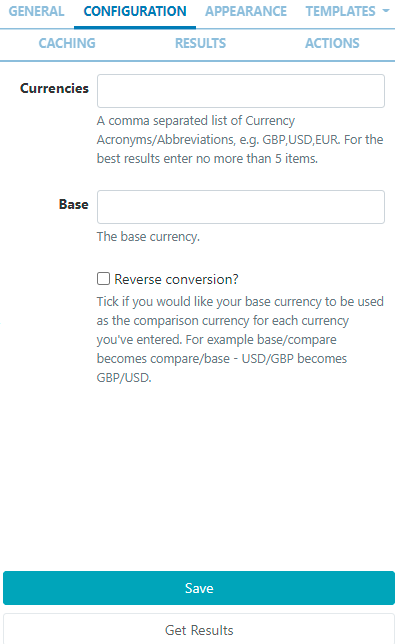 GENERAL CONFIGURATION APPEARANCE TEMPLATES
CACHING RESULTS ACTIONS
Currencies
A comma separated list of Currency
Acronyms/Abbreviations, e.g. GBP,USD,EUR. For the
best results enter no more than 5 items.
Base
The base currency.
Reverse conversion?
Tick if you would like your base currency to be used
as the comparison currency for each currency
you've entered. For example base/compare
becomes compare/base - USD/GBP becomes
GBP/USD.
Save
Get Results